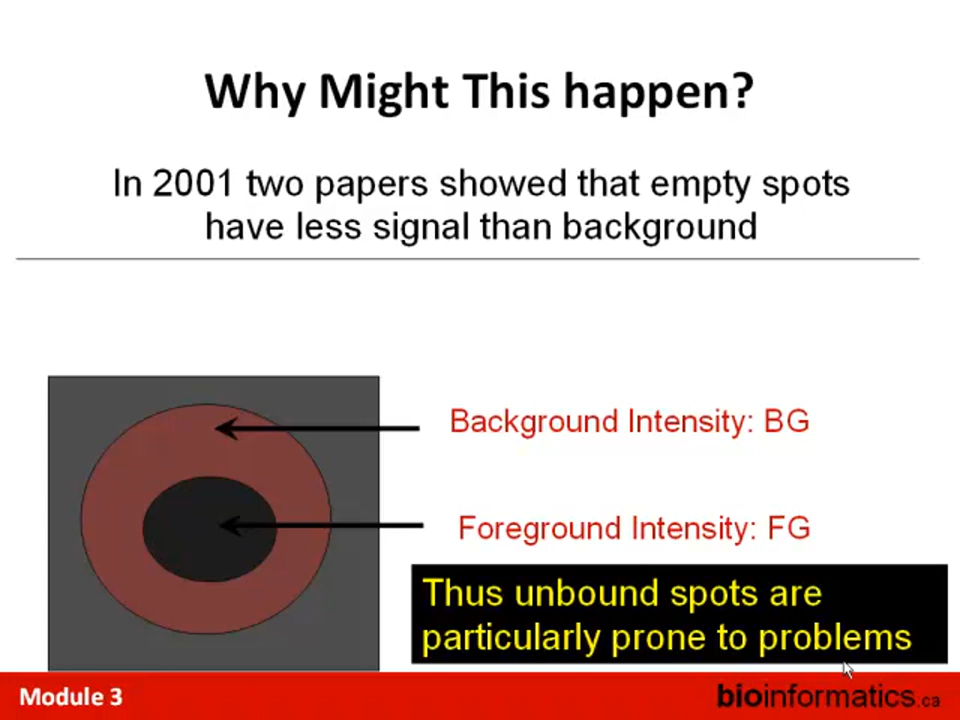 Why Might This happen?
In 2001 two papers showed that empty spots
have less signal than background
Background Intensity: BG
Foreground Intensity: FG
Thus unbound spots are
particularly prone to problems
Module 3
bioinformatics.ca